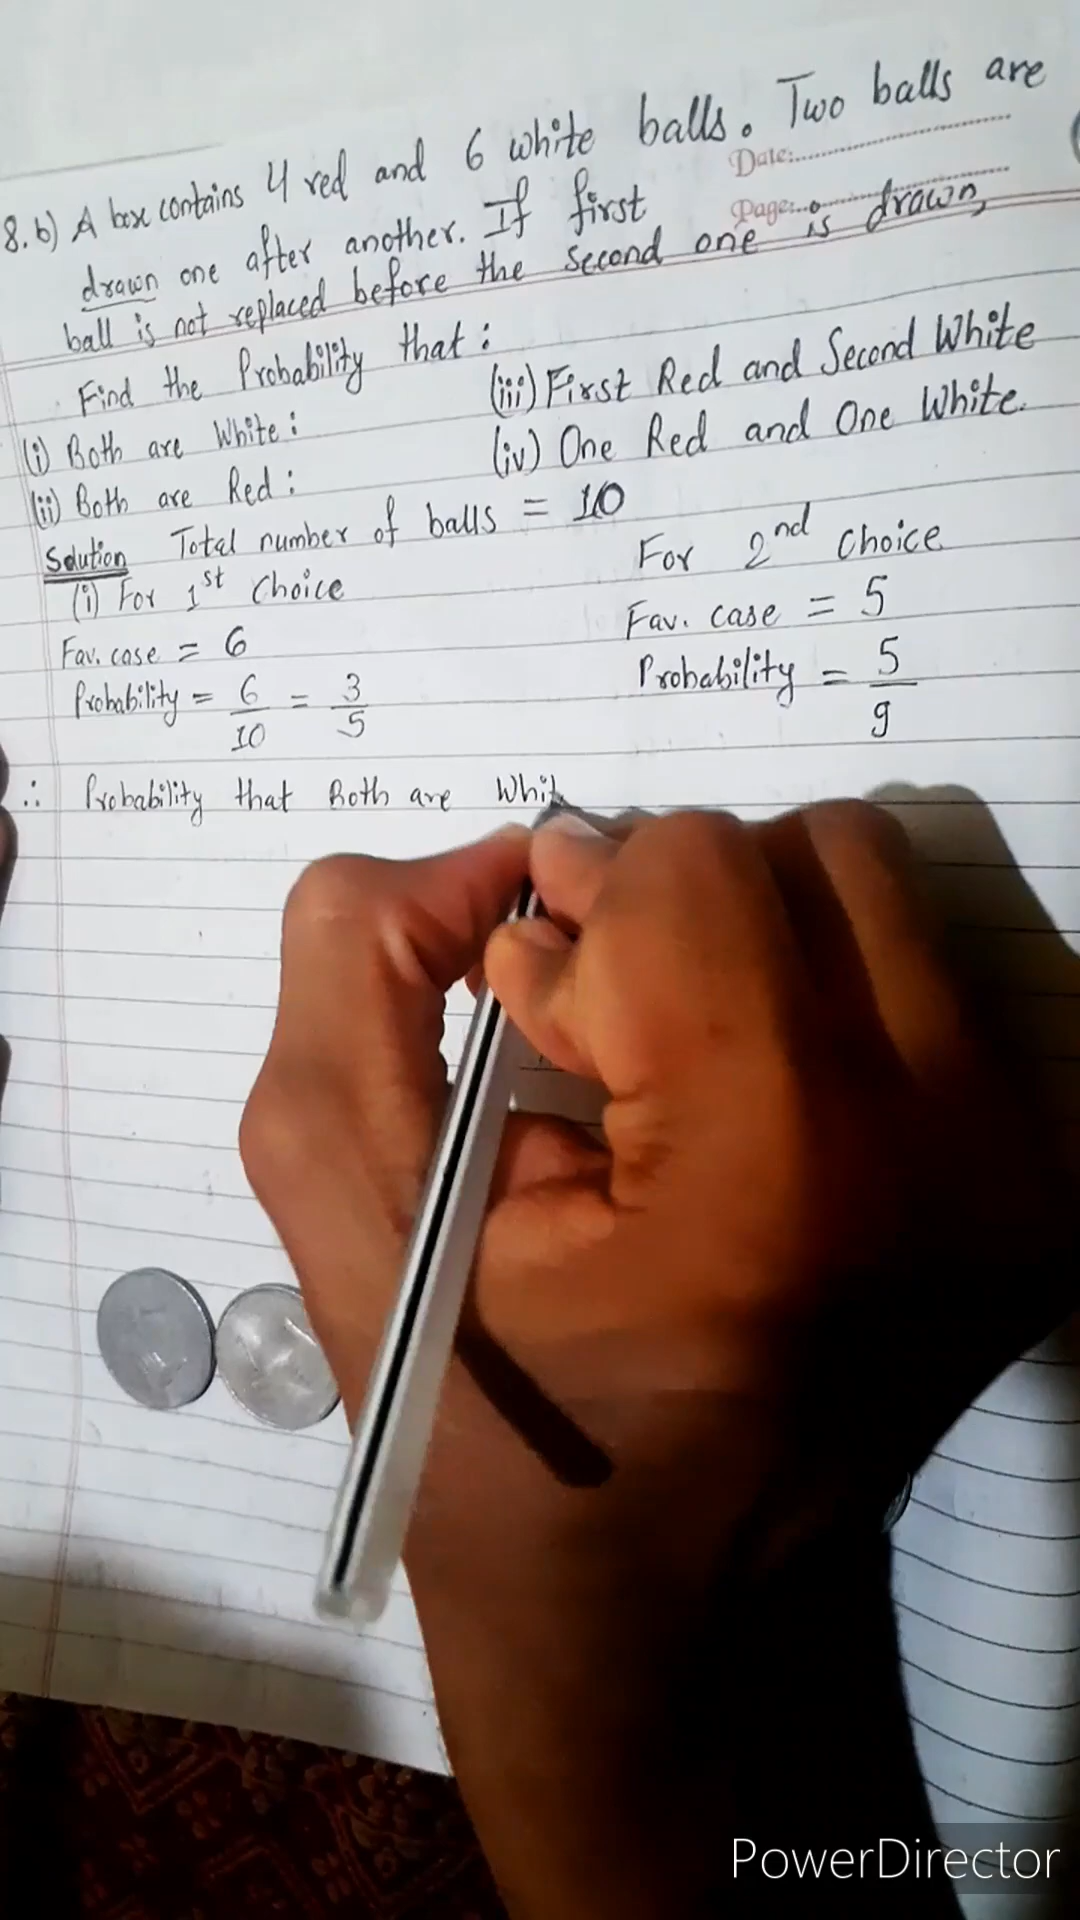 8.b) A box contains 4 red and 6 white balls. Two balls are
Date:
drawn one after another. If first
Page:
ball is not replaced before the second one is drawn,
Find the Probability that :
(i) Both are White :
(iii) First Red and Second White
(ii) Both are Red :
(iv) One Red and One White.
Solution Total number of balls = 10
(i) For 1st Choice
For 2nd Choice
Fav. case = 6
Fav. case = 5
Probability = 6/10 = 3/5
Probability = 5/9
∴ Probability that Both are Whit
PowerDirector